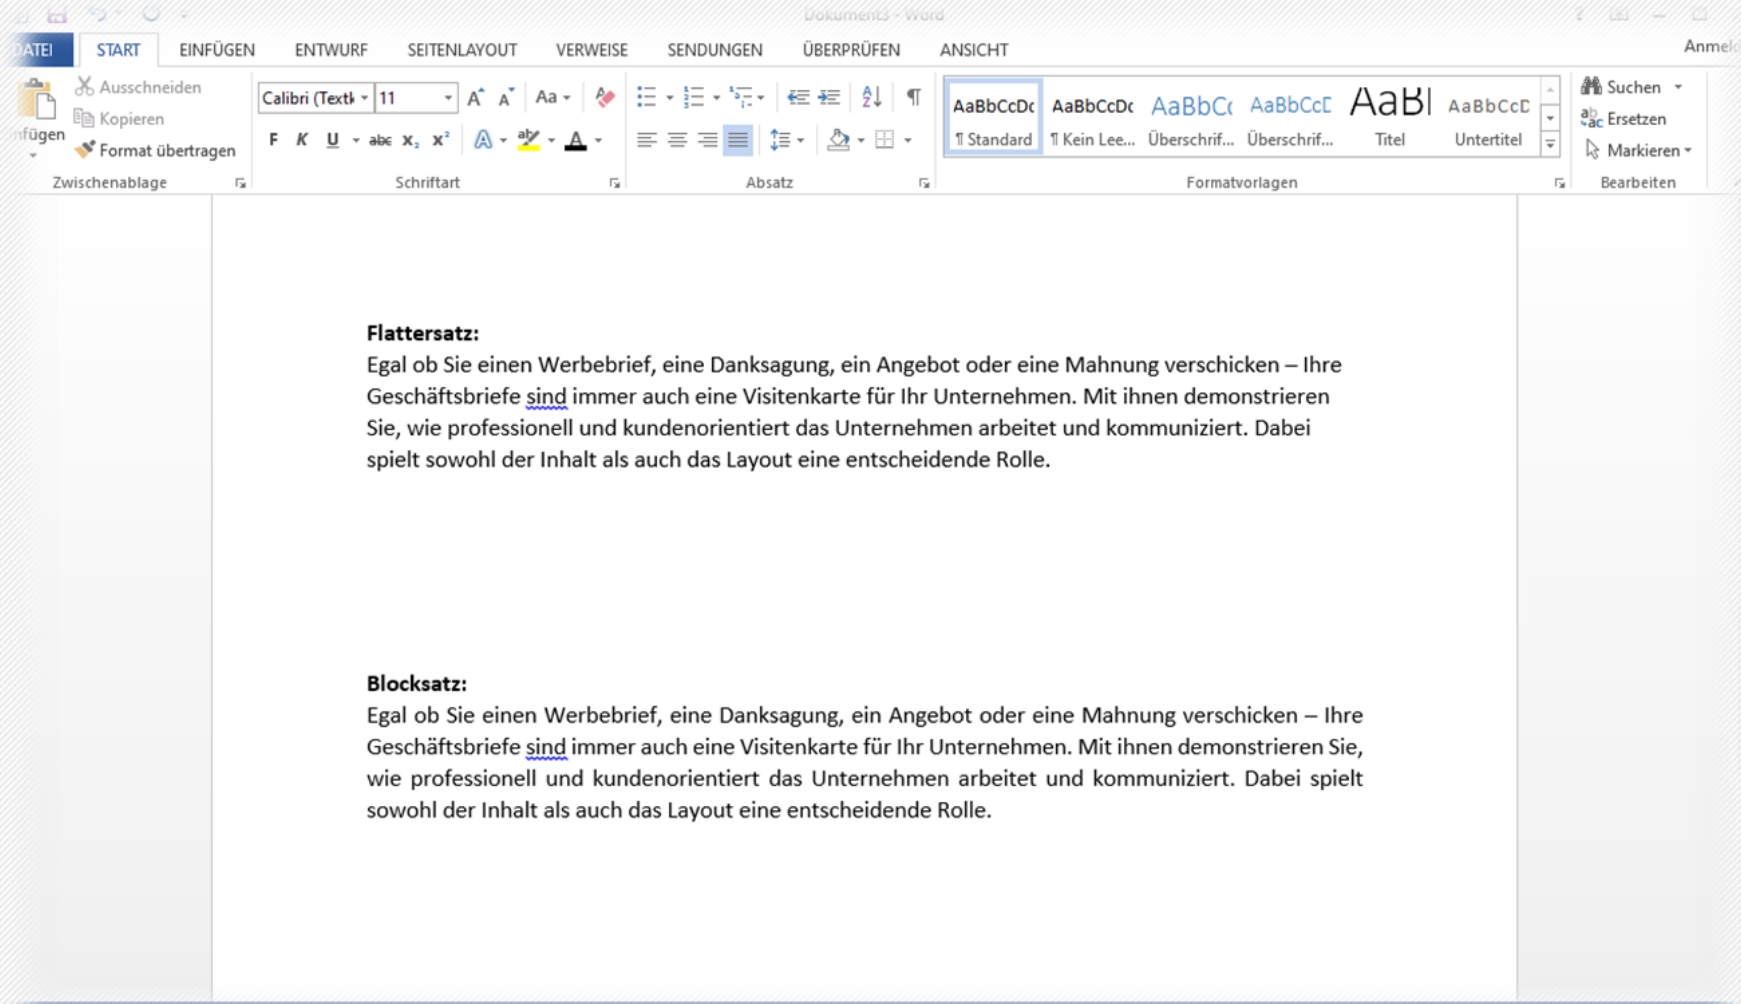 Dokument3 - Word
DATEI START EINFÜGEN ENTWURF SEITENLAYOUT VERWEISE SENDUNGEN ÜBERPRÜFEN ANSICHT
Ausschneiden
Kopieren
Format übertragen
Zwischenablage
Calibri (Textk 11
Aa
F K U abc x₂ x² A A
Schriftart
Absatz
AaBbCcDc AaBbCcDc AaBbCc AaBbCcD AaBl AaBbCcD
¶ Standard ¶ Kein Lee... Überschrif... Überschrif... Titel Untertitel
Formatvorlagen
Suchen
Ersetzen
Markieren
Bearbeiten
Flattersatz:
Egal ob Sie einen Werbebrief, eine Danksagung, ein Angebot oder eine Mahnung verschicken – Ihre
Geschäftsbriefe sind immer auch eine Visitenkarte für Ihr Unternehmen. Mit ihnen demonstrieren
Sie, wie professionell und kundenorientiert das Unternehmen arbeitet und kommuniziert. Dabei
spielt sowohl der Inhalt als auch das Layout eine entscheidende Rolle.
Blocksatz:
Egal ob Sie einen Werbebrief, eine Danksagung, ein Angebot oder eine Mahnung verschicken – Ihre
Geschäftsbriefe sind immer auch eine Visitenkarte für Ihr Unternehmen. Mit ihnen demonstrieren Sie,
wie professionell und kundenorientiert das Unternehmen arbeitet und kommuniziert. Dabei spielt
sowohl der Inhalt als auch das Layout eine entscheidende Rolle.